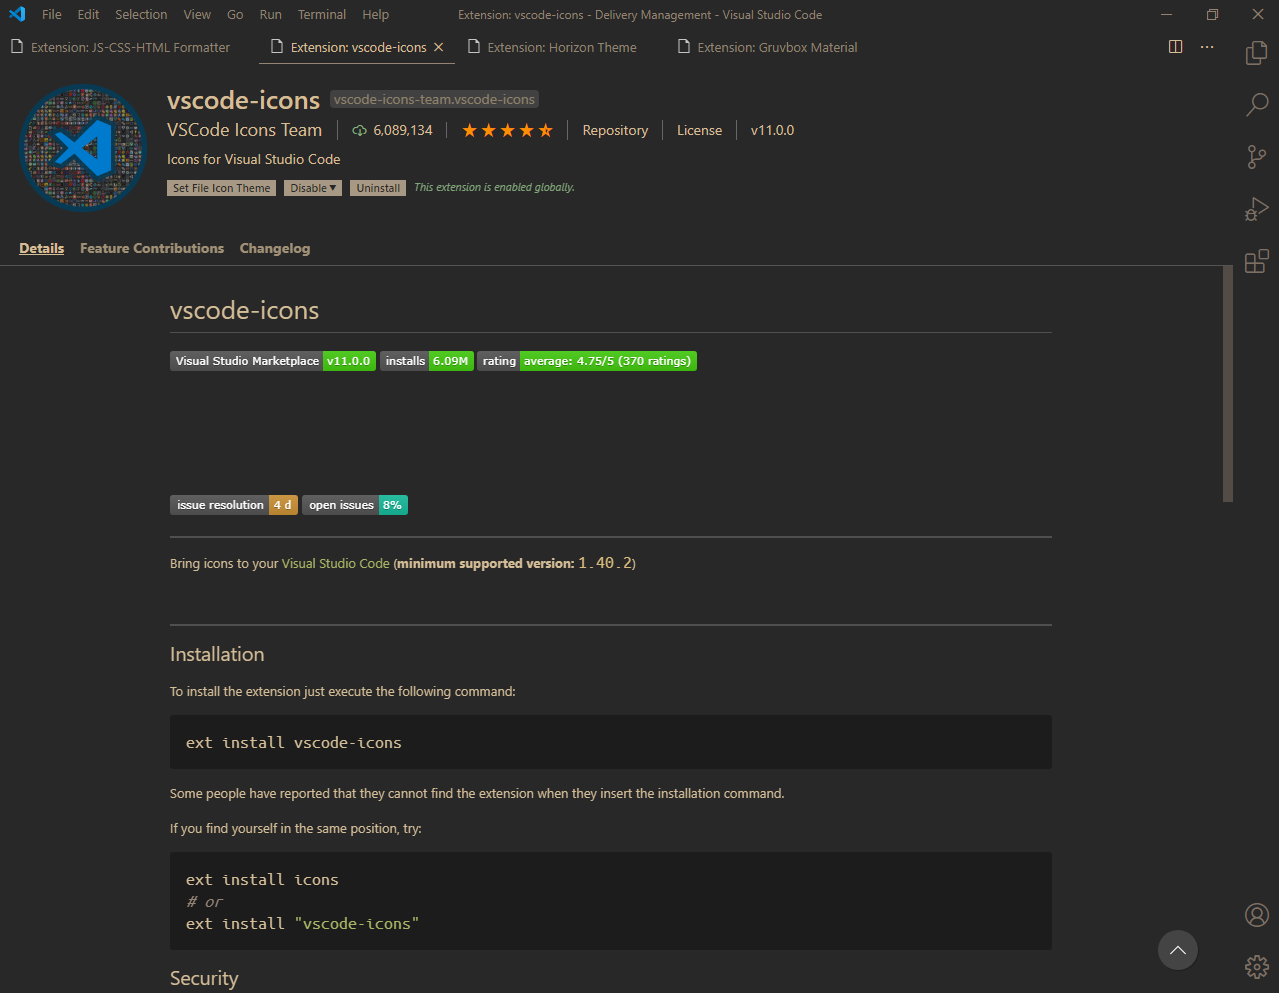 File Edit Selection View Go Run Terminal Help Extension: vscode-icons - Delivery Management - Visual Studio Code
Extension: JS-CSS-HTML Formatter Extension: vscode-icons Extension: Horizon Theme Extension: Gruvbox Material
vscode-icons vscode-icons-team.vscode-icons
VSCode Icons Team 6,089,134 Repository License v11.0.0
Icons for Visual Studio Code
Set File Icon Theme Disable Uninstall This extension is enabled globally.
Details Feature Contributions Changelog
vscode-icons
Visual Studio Marketplace v11.0.0 installs 6.09M rating average: 4.75/5 (370 ratings)
issue resolution 4 d open issues 8%
Bring icons to your Visual Studio Code (minimum supported version: 1.40.2)
Installation
To install the extension just execute the following command:
ext install vscode-icons
Some people have reported that they cannot find the extension when they insert the installation command.
If you find yourself in the same position, try:
ext install icons
# or
ext install "vscode-icons"
Security